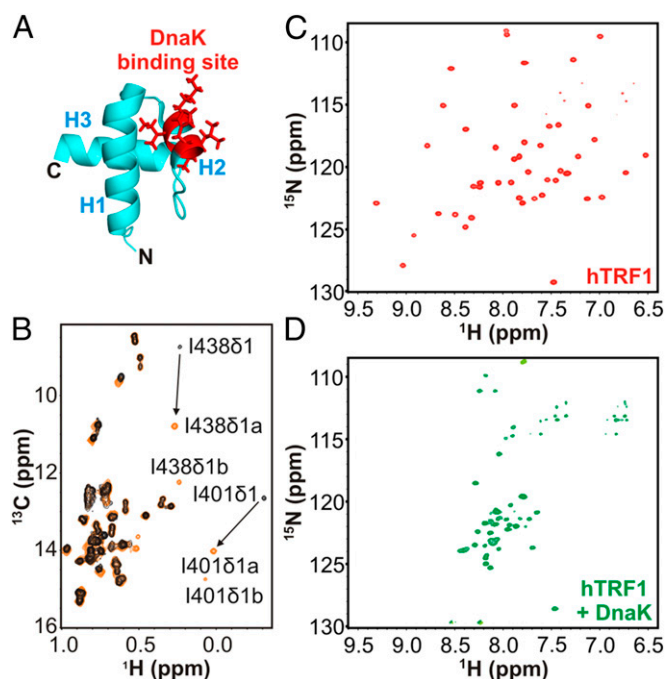 A
DnaK
binding site
H3
H2
C
H1
N
B
I438δ1
I438δ1a
I438δ1b
I401δ1
I401δ1a
I401δ1b
10
12
14
16
¹³C (ppm)
1.0
0.5
0.0
¹H (ppm)
C
110
115
120
125
130
¹⁵N (ppm)
hTRF1
9.5
9.0
8.5
8.0
7.5
7.0
6.5
¹H (ppm)
D
110
115
120
125
130
¹⁵N (ppm)
hTRF1
+ DnaK
9.5
9.0
8.5
8.0
7.5
7.0
6.5
¹H (ppm)